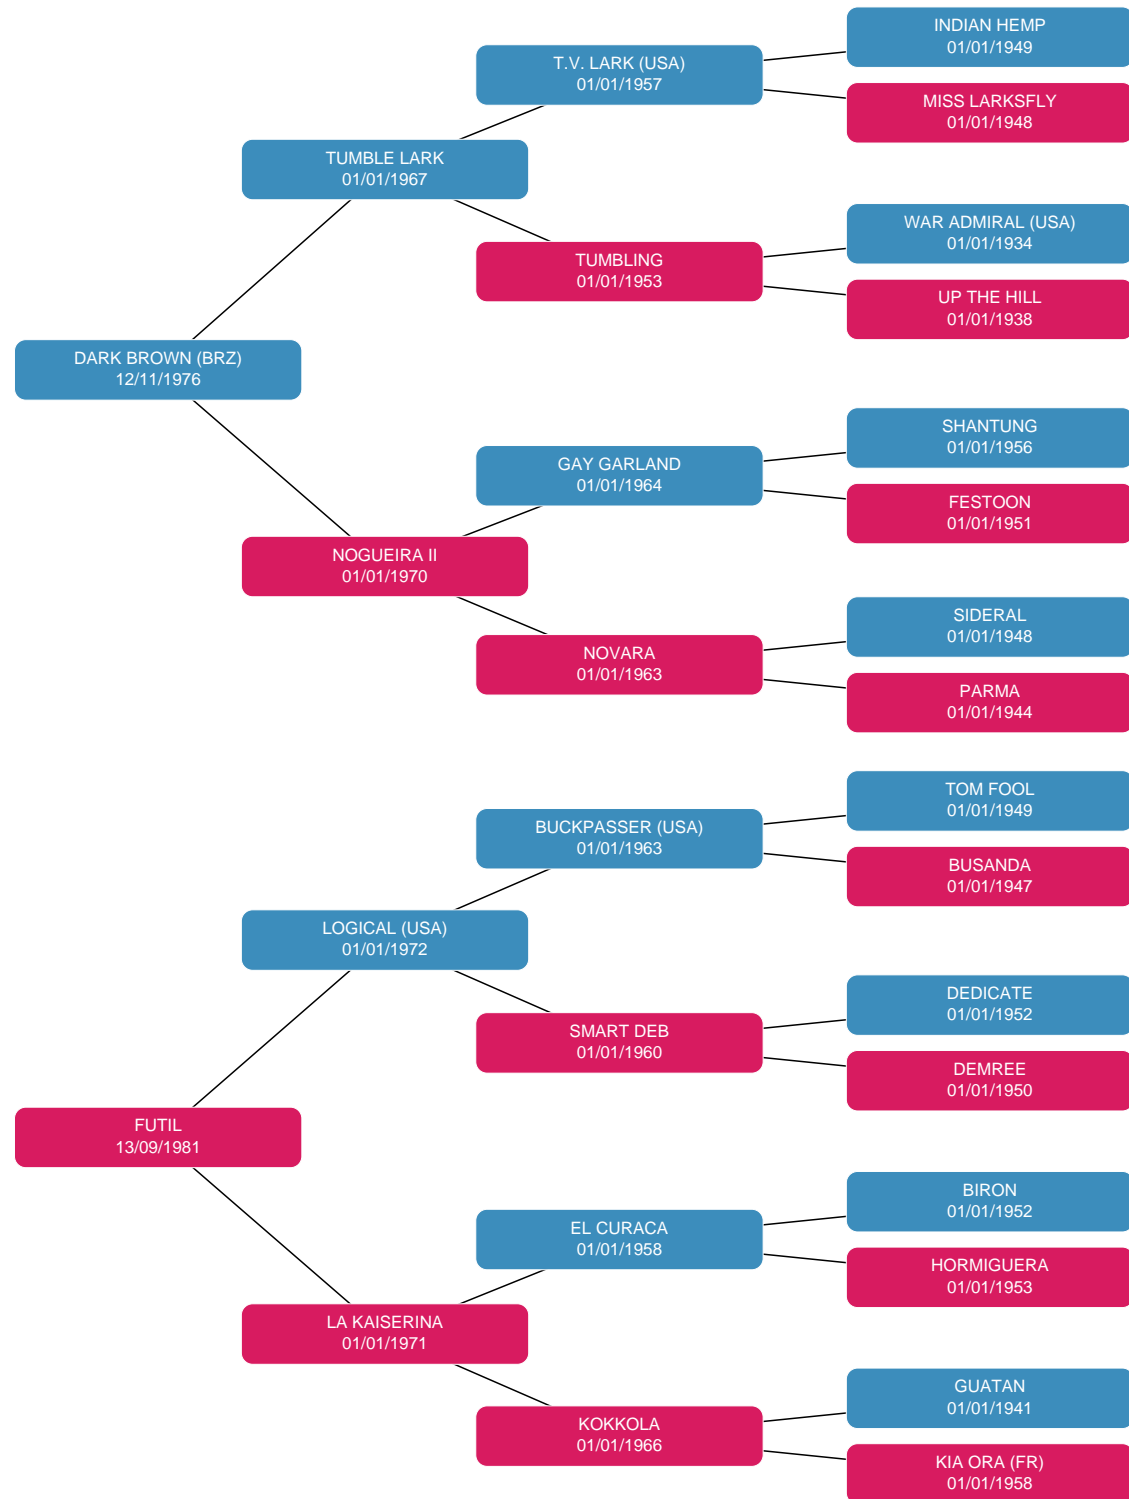 INDIAN HEMP
01/01/1949
T.V. LARK (USA)
01/01/1957
MISS LARKSFLY
01/01/1948
TUMBLE LARK
01/01/1967
WAR ADMIRAL (USA)
01/01/1934
TUMBLING
01/01/1953
UP THE HILL
01/01/1938
DARK BROWN (BRZ)
12/11/1976
SHANTUNG
01/01/1956
GAY GARLAND
01/01/1964
FESTOON
01/01/1951
NOGUEIRA II
01/01/1970
SIDERAL
01/01/1948
NOVARA
01/01/1963
PARMA
01/01/1944
TOM FOOL
01/01/1949
BUCKPASSER (USA)
01/01/1963
BUSANDA
01/01/1947
LOGICAL (USA)
01/01/1972
DEDICATE
01/01/1952
SMART DEB
01/01/1960
DEMREE
01/01/1950
FUTIL
13/09/1981
BIRON
01/01/1952
EL CURACA
01/01/1958
HORMIGUERA
01/01/1953
LA KAISERINA
01/01/1971
GUATAN
01/01/1941
KOKKOLA
01/01/1966
KIA ORA (FR)
01/01/1958